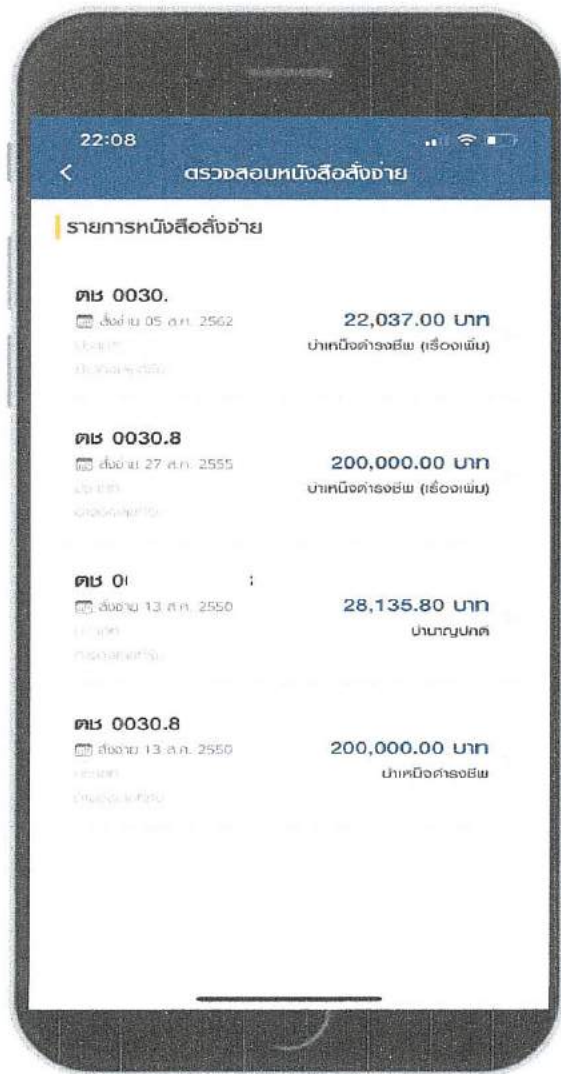 22:08
ตรวจสอบหนังสือสั่งจ่าย
รายการหนังสือสั่งจ่าย
ตช 0030.
สั่งจ่าย 05 ส.ค. 2562
22,037.00 บาท
บำเหน็จดำรงชีพ (เรื่องเพิ่ม)
ตช 0030.8
สั่งจ่าย 27 ส.ค. 2555
200,000.00 บาท
บำเหน็จดำรงชีพ (เรื่องเพิ่ม)
ตช 0
สั่งจ่าย 13 ส.ค. 2550
28,135.80 บาท
บำนาญปกติ
ตช 0030.8
สั่งจ่าย 13 ส.ค. 2550
200,000.00 บาท
บำเหน็จดำรงชีพ